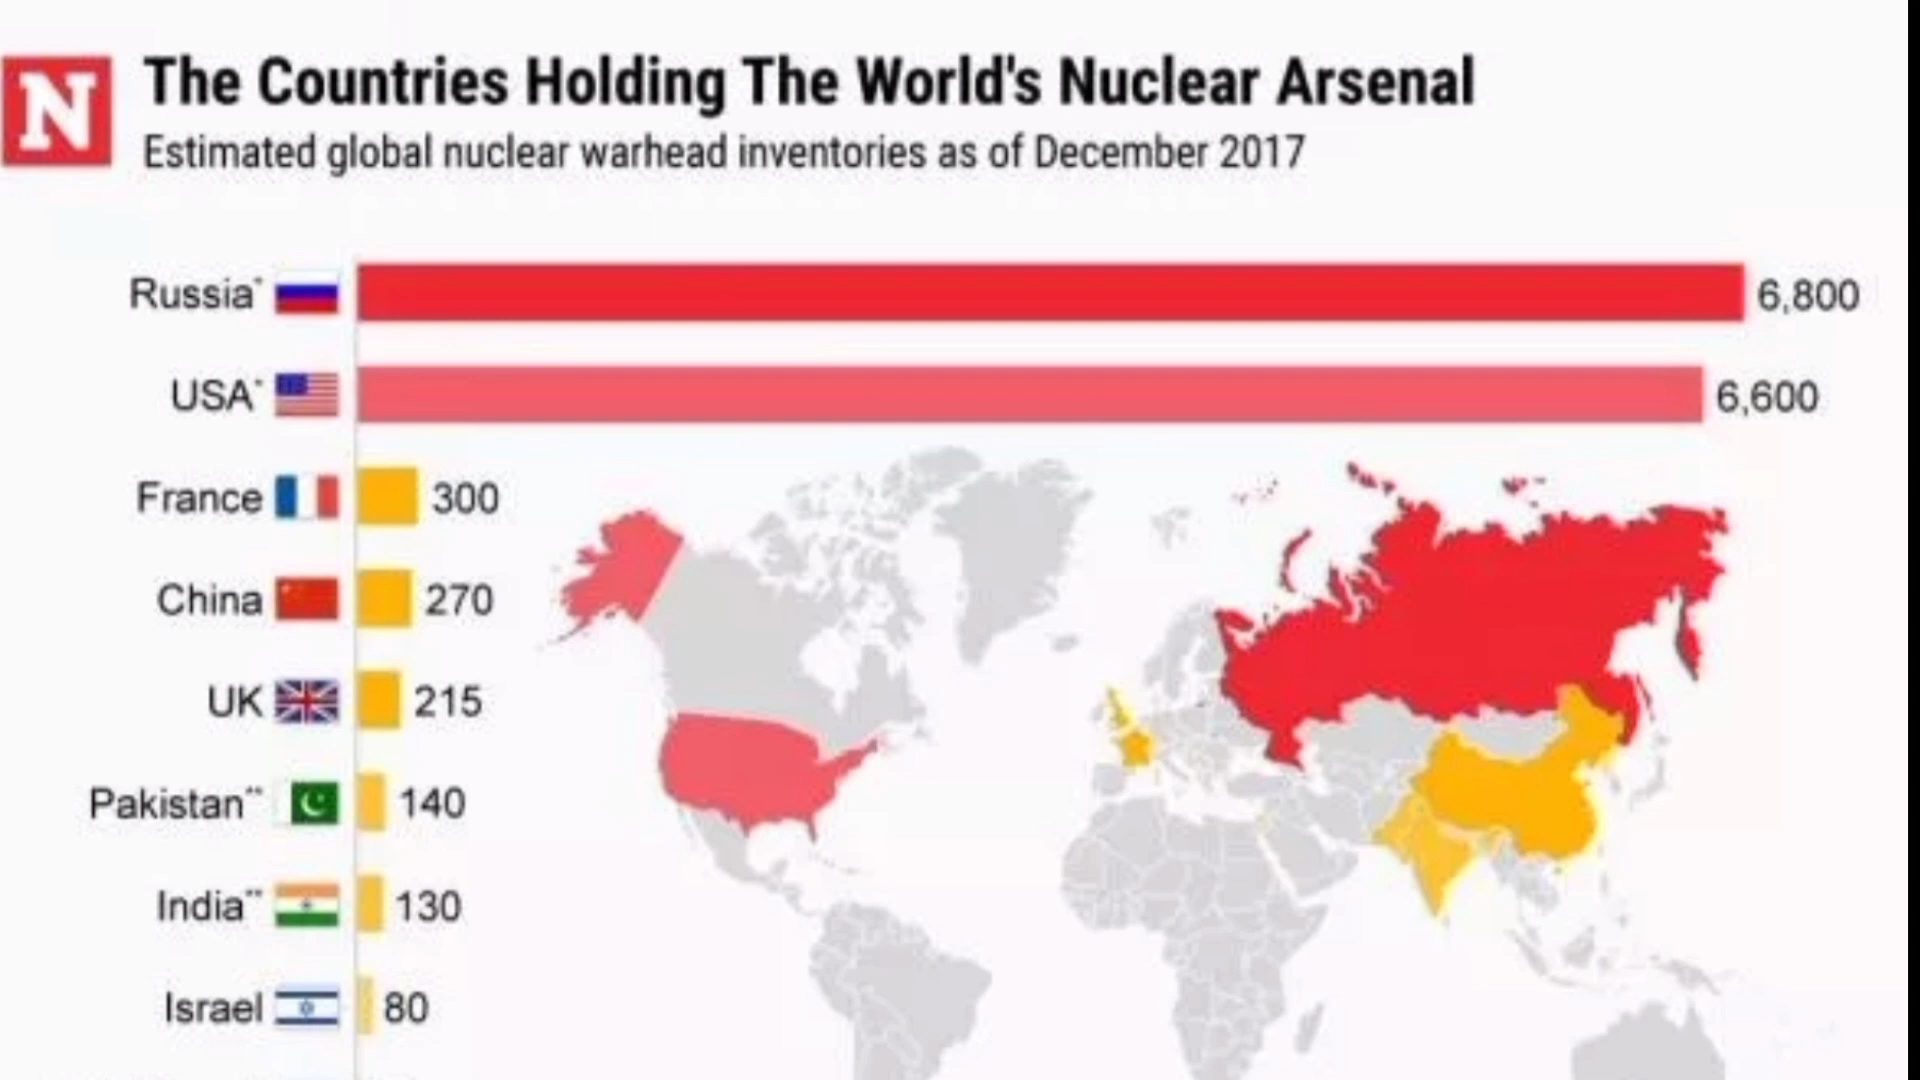 N
The Countries Holding The World's Nuclear Arsenal
Estimated global nuclear warhead inventories as of December 2017
Russia* 6,800
USA* 6,600
France 300
China 270
UK 215
Pakistan** 140
India** 130
Israel 80